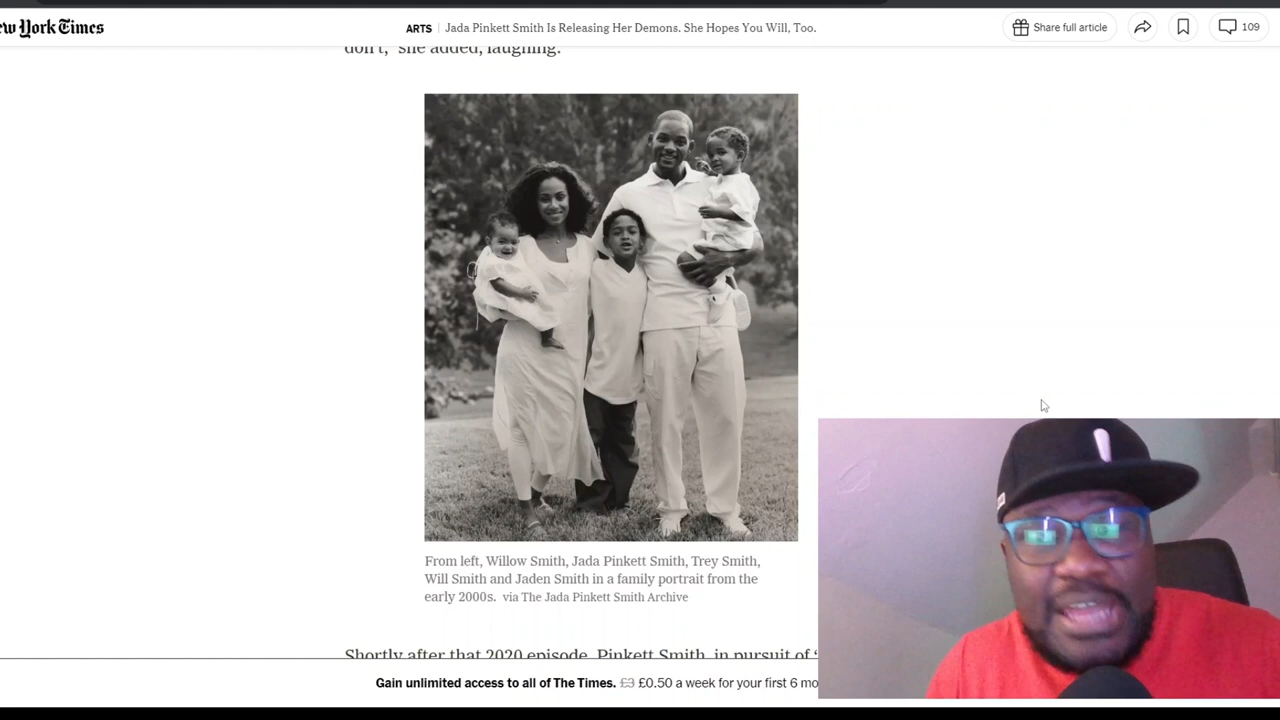 ew York Times
ARTS | Jada Pinkett Smith Is Releasing Her Demons. She Hopes You Will, Too.
Share full article
109
don't," she added, laughing.
From left, Willow Smith, Jada Pinkett Smith, Trey Smith,
Will Smith and Jaden Smith in a family portrait from the
early 2000s. via The Jada Pinkett Smith Archive
Shortly after that 2020 episode, Pinkett Smith, in pursuit of "
Gain unlimited access to all of The Times. £3 £0.50 a week for your first 6 mo